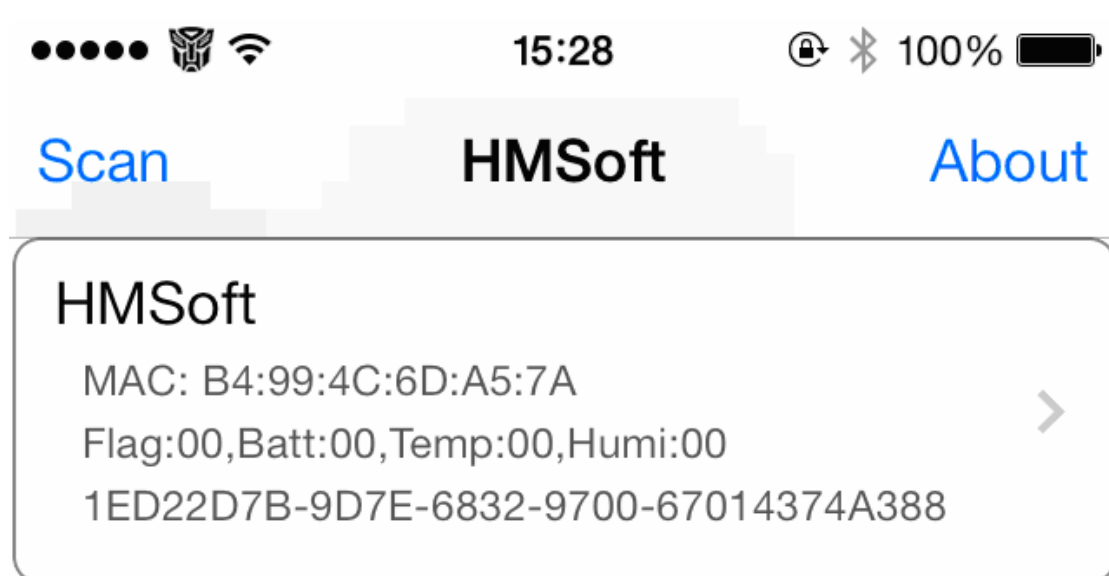 15:28 100%
Scan HMSoft About
HMSoft
MAC: B4:99:4C:6D:A5:7A
Flag:00,Batt:00,Temp:00,Humi:00
1ED22D7B-9D7E-6832-9700-67014374A388